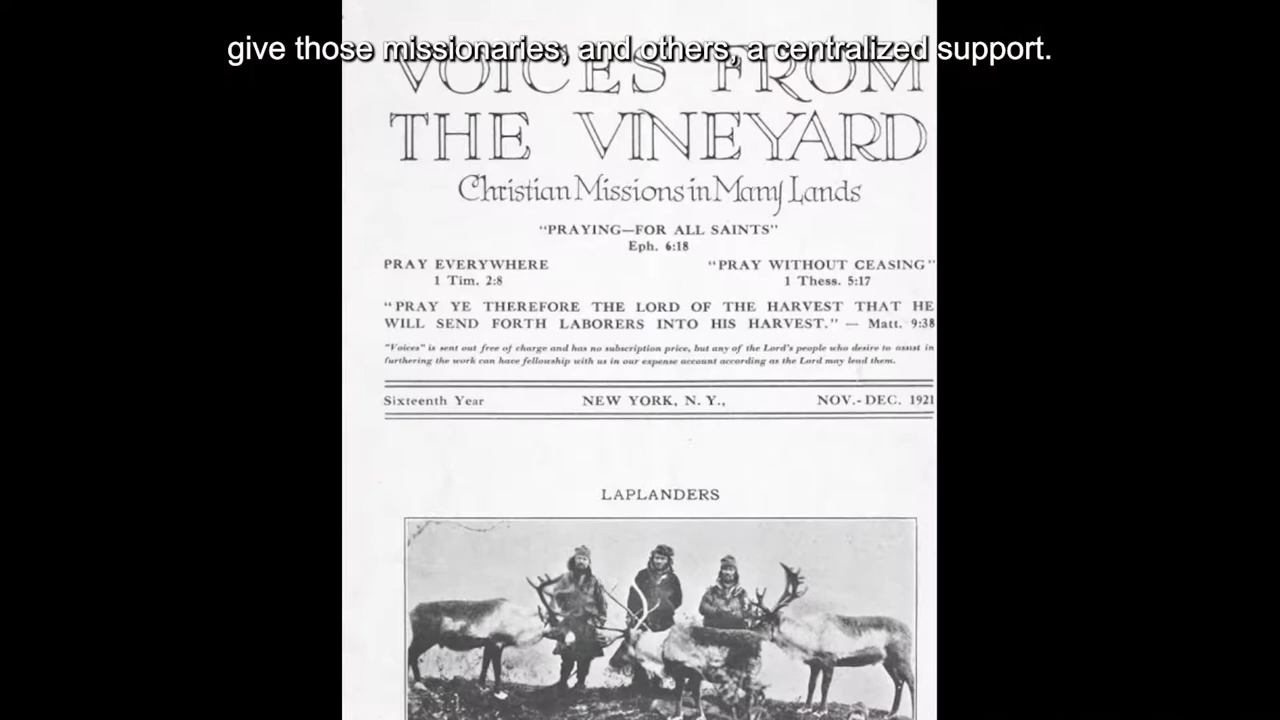 give those missionaries, and others, a centralized support.
VOICES FROM
THE VINEYARD
Christian Missions in Many Lands
"PRAYING—FOR ALL SAINTS"
Eph. 6:18
PRAY EVERYWHERE
1 Tim. 2:8
"PRAY WITHOUT CEASING"
1 Thess. 5:17
"PRAY YE THEREFORE THE LORD OF THE HARVEST THAT HE
WILL SEND FORTH LABORERS INTO HIS HARVEST." — Matt. 9:38
"Voices" is sent out free of charge and has no subscription price, but any of the Lord's people who desire to assist in
furthering the work can have fellowship with us in our expense account according as the Lord may lead them.
Sixteenth Year NEW YORK, N. Y., NOV.-DEC. 1921
LAPLANDERS